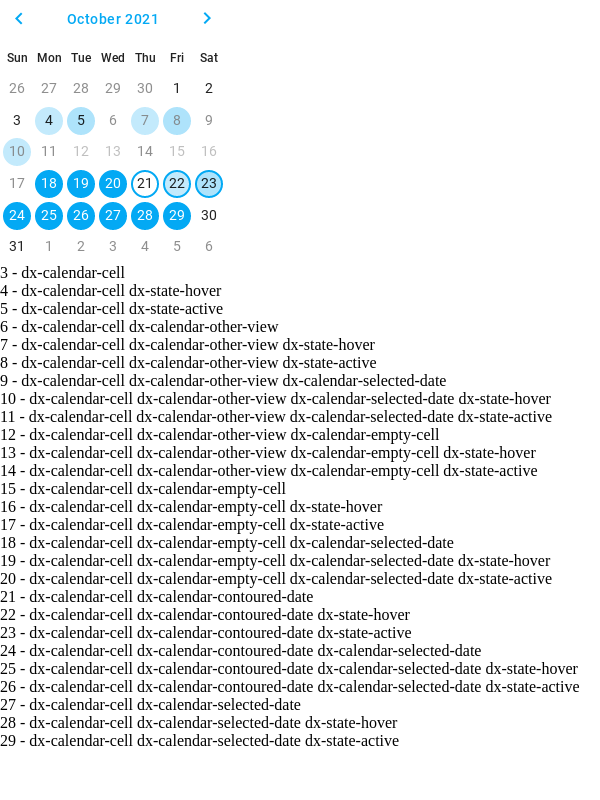 October 2021
Sun Mon Tue Wed Thu Fri Sat
26 27 28 29 30 1 2
3 4 5 6 7 8 9
10 11 12 13 14 15 16
17 18 19 20 21 22 23
24 25 26 27 28 29 30
31 1 2 3 4 5 6
3 - dx-calendar-cell
4 - dx-calendar-cell dx-state-hover
5 - dx-calendar-cell dx-state-active
6 - dx-calendar-cell dx-calendar-other-view
7 - dx-calendar-cell dx-calendar-other-view dx-state-hover
8 - dx-calendar-cell dx-calendar-other-view dx-state-active
9 - dx-calendar-cell dx-calendar-other-view dx-calendar-selected-date
10 - dx-calendar-cell dx-calendar-other-view dx-calendar-selected-date dx-state-hover
11 - dx-calendar-cell dx-calendar-other-view dx-calendar-selected-date dx-state-active
12 - dx-calendar-cell dx-calendar-other-view dx-calendar-empty-cell
13 - dx-calendar-cell dx-calendar-other-view dx-calendar-empty-cell dx-state-hover
14 - dx-calendar-cell dx-calendar-other-view dx-calendar-empty-cell dx-state-active
15 - dx-calendar-cell dx-calendar-empty-cell
16 - dx-calendar-cell dx-calendar-empty-cell dx-state-hover
17 - dx-calendar-cell dx-calendar-empty-cell dx-state-active
18 - dx-calendar-cell dx-calendar-empty-cell dx-calendar-selected-date
19 - dx-calendar-cell dx-calendar-empty-cell dx-calendar-selected-date dx-state-hover
20 - dx-calendar-cell dx-calendar-empty-cell dx-calendar-selected-date dx-state-active
21 - dx-calendar-cell dx-calendar-contoured-date
22 - dx-calendar-cell dx-calendar-contoured-date dx-state-hover
23 - dx-calendar-cell dx-calendar-contoured-date dx-state-active
24 - dx-calendar-cell dx-calendar-contoured-date dx-calendar-selected-date
25 - dx-calendar-cell dx-calendar-contoured-date dx-calendar-selected-date dx-state-hover
26 - dx-calendar-cell dx-calendar-contoured-date dx-calendar-selected-date dx-state-active
27 - dx-calendar-cell dx-calendar-selected-date
28 - dx-calendar-cell dx-calendar-selected-date dx-state-hover
29 - dx-calendar-cell dx-calendar-selected-date dx-state-active